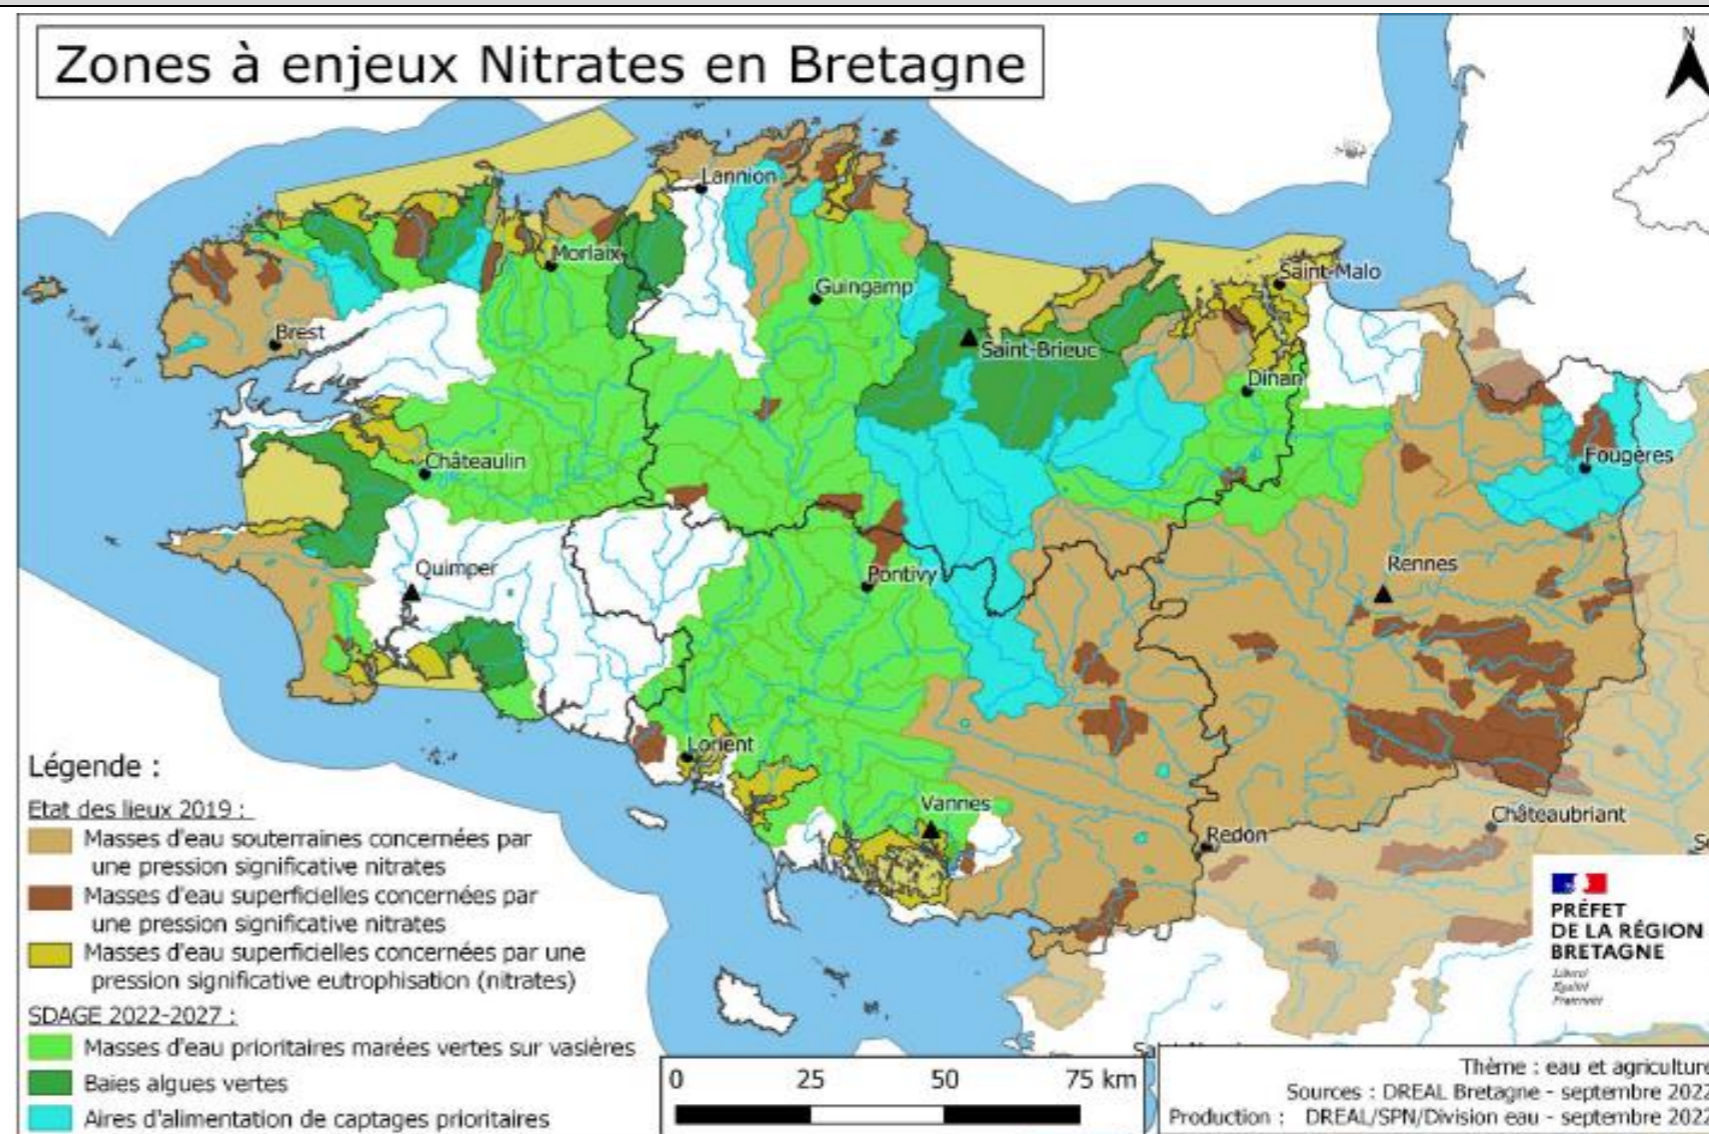 Zones à enjeux Nitrates en Bretagne
N
Lannion
Morlaix
Guingamp
Saint-Malo
Brest
Saint-Brieuc
Dinan
Châteaulin
Fougères
Quimper
Pontivy
Rennes
Lorient
Vannes
Redon
Châteaubriant
Légende :
Etat des lieux 2019 :
Masses d'eau souterraines concernées par
une pression significative nitrates
Masses d'eau superficielles concernées par
une pression significative nitrates
Masses d'eau superficielles concernées par une
pression significative eutrophisation (nitrates)
SDAGE 2022-2027 :
Masses d'eau prioritaires marées vertes sur vasières
Baies algues vertes
Aires d'alimentation de captages prioritaires
0 25 50 75 km
PRÉFET
DE LA RÉGION
BRETAGNE
Liberté
Égalité
Fraternité
Thème : eau et agriculture
Sources : DREAL Bretagne - septembre 2022
Production : DREAL/SPN/Division eau - septembre 2022